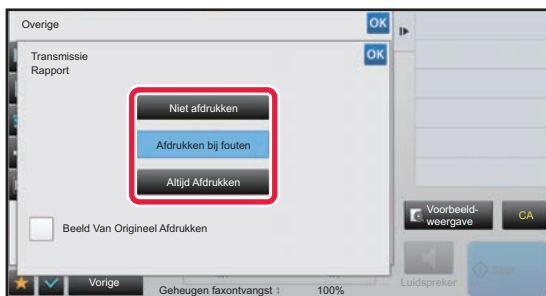 Overige
OK
Transmissie
Rapport
OK
Niet afdrukken
Afdrukken bij fouten
Altijd Afdrukken
Beeld Van Origineel Afdrukken
Voorbeeld-
weergave
CA
Vorige
Geheugen faxontvangst :
100%
Luidspreker
Start